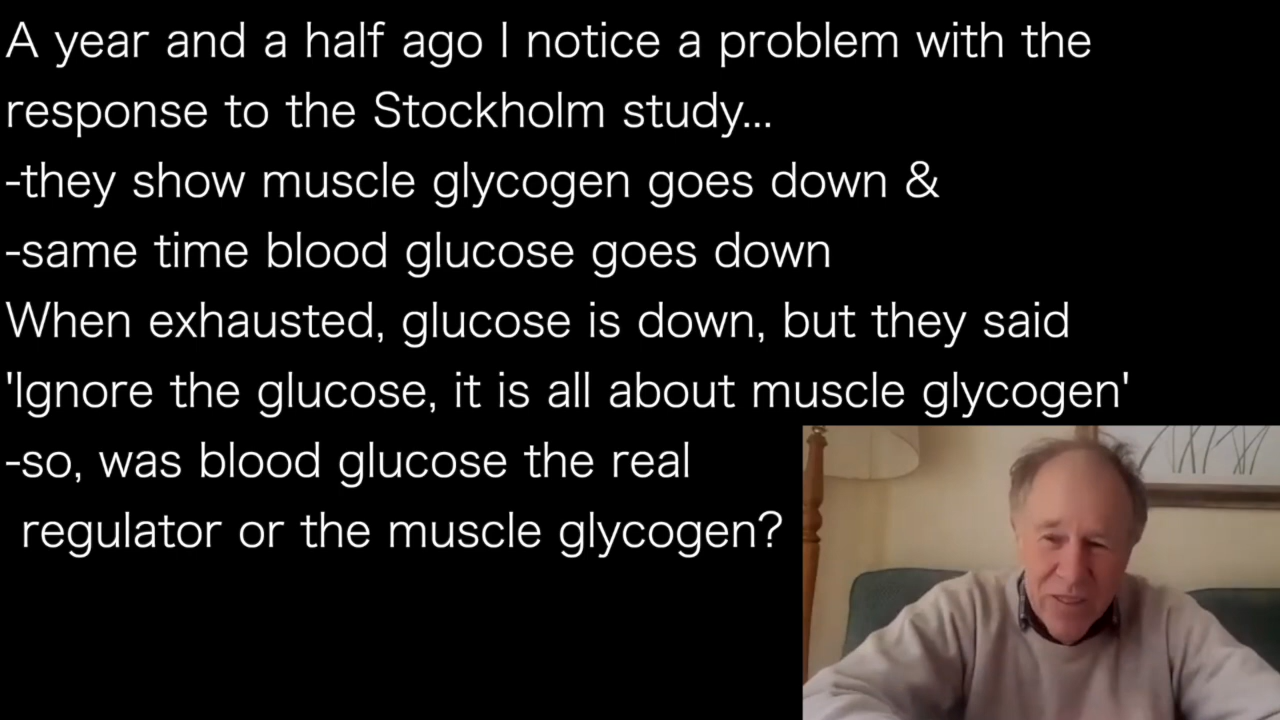 A year and a half ago I notice a problem with the
response to the Stockholm study...
-they show muscle glycogen goes down &
-same time blood glucose goes down
When exhausted, glucose is down, but they said
'Ignore the glucose, it is all about muscle glycogen'
-so, was blood glucose the real
regulator or the muscle glycogen?